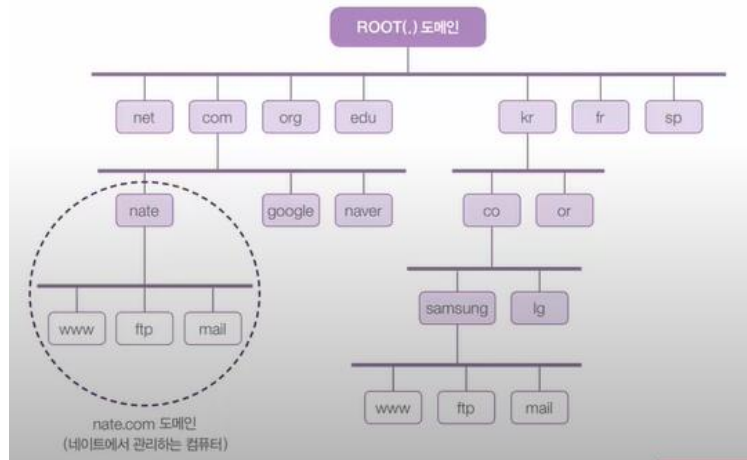 ROOT(.) 도메인
net com org edu kr fr sp
nate google naver co or
samsung lg
www ftp mail
www ftp mail
nate.com 도메인
(네이트에서 관리하는 컴퓨터)